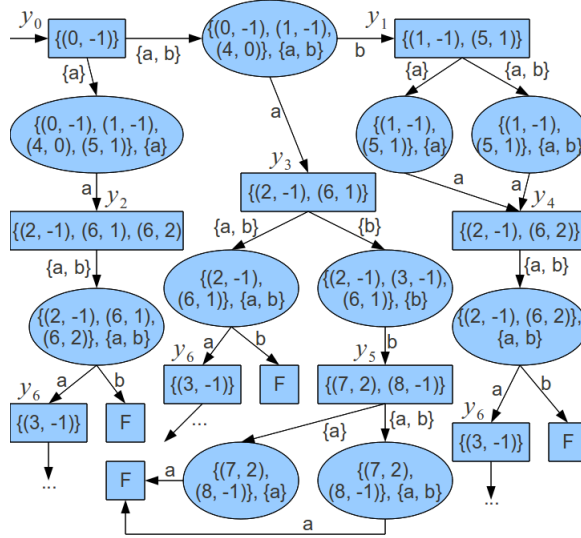 y0
{(0, -1)}
{a, b}
{(0, -1), (1, -1),
(4, 0)}, {a, b}
b
y1
{(1, -1), (5, 1)}
{a}
{a}
{a, b}
{(0, -1), (1, -1),
(4, 0), (5, 1)}, {a}
a
{(1, -1),
(5, 1)}, {a}
{(1, -1),
(5, 1)}, {a, b}
a
y2
y3
a
a
y4
{(2, -1), (6, 1), (6, 2)
{(2, -1), (6, 1)}
{(2, -1), (6, 2)}
{a, b}
{a, b}
{b}
{a, b}
{(2, -1), (6, 1),
(6, 2)}, {a, b}
{(2, -1),
(6, 1)}, {a, b}
{(2, -1), (3, -1),
(6, 1)}, {b}
{(2, -1), (6, 2)},
{a, b}
y6
a
b
y6
a
b
y5
b
y6
a
b
{(3, -1)}
F
{(3, -1)}
F
{(7, 2), (8, -1)}
{(3, -1)}
F
...
...
{a}
{a, b}
...
F
a
{(7, 2),
(8, -1)}, {a}
{(7, 2),
(8, -1)}, {a, b}
a